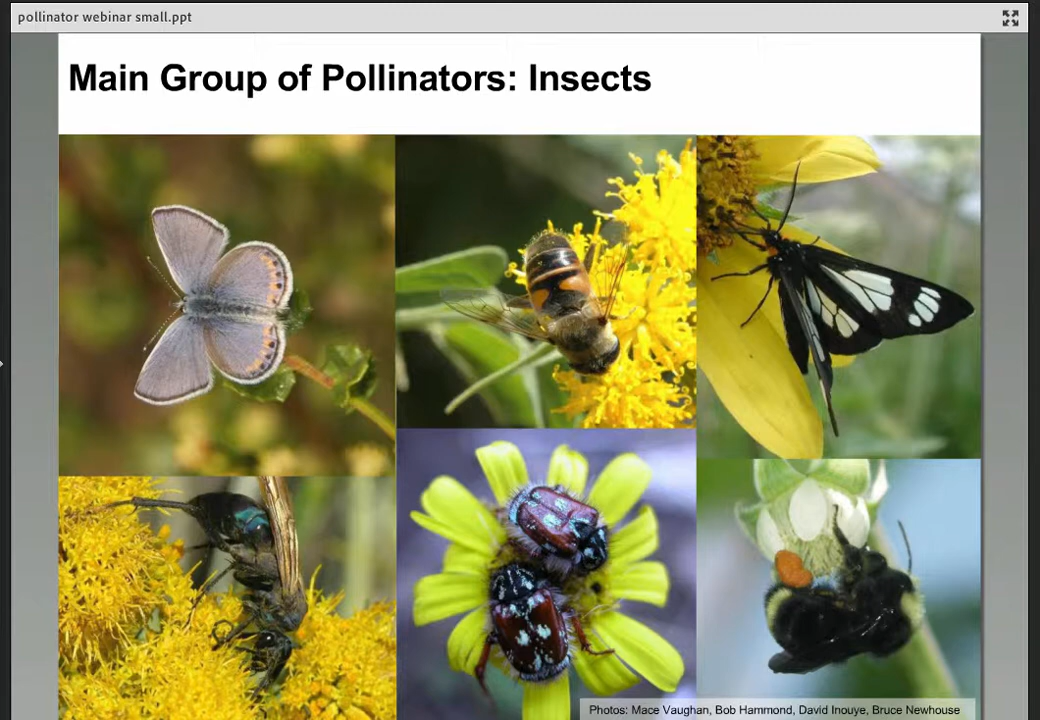 pollinator webinar small.ppt
Main Group of Pollinators: Insects
Photos: Mace Vaughan, Bob Hammond, David Inouye, Bruce Newhouse